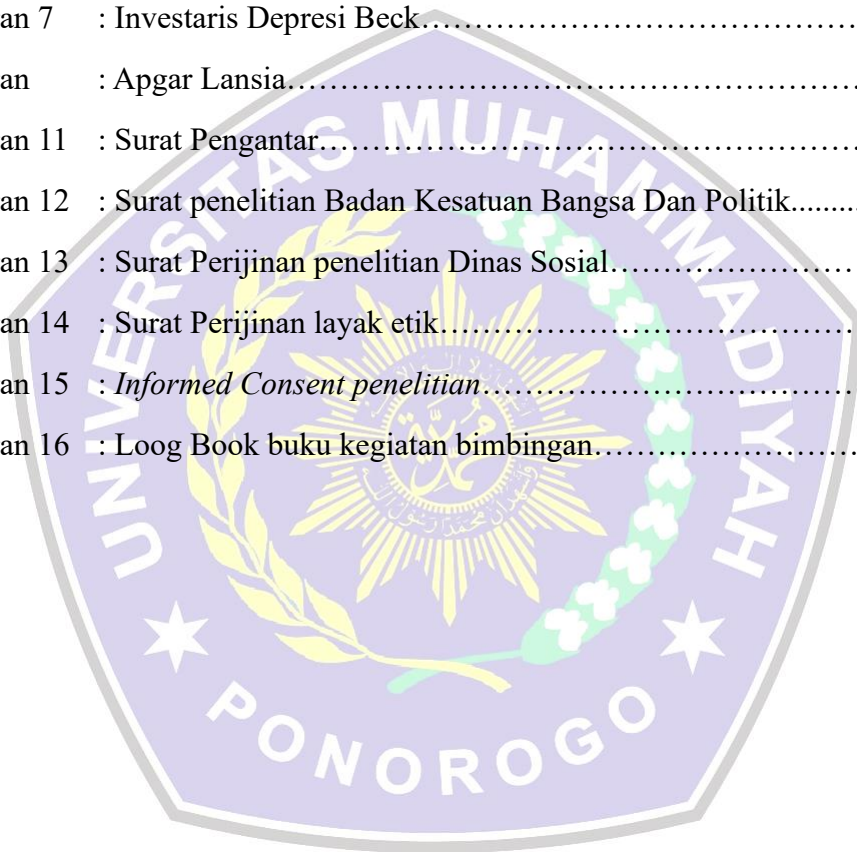 an 7 : Investaris Depresi Beck……………………………………
an : Apgar Lansia…………………………………………………
an 11 : Surat Pengantar………………………………………………
an 12 : Surat penelitian Badan Kesatuan Bangsa Dan Politik.........
an 13 : Surat Perijinan penelitian Dinas Sosial……………………
an 14 : Surat Perijinan layak etik……………………………………
an 15 : Informed Consent penelitian…………………………………
an 16 : Loog Book buku kegiatan bimbingan………………………
UNIVERSITAS MUHAMMADIYAH
PONOROGO